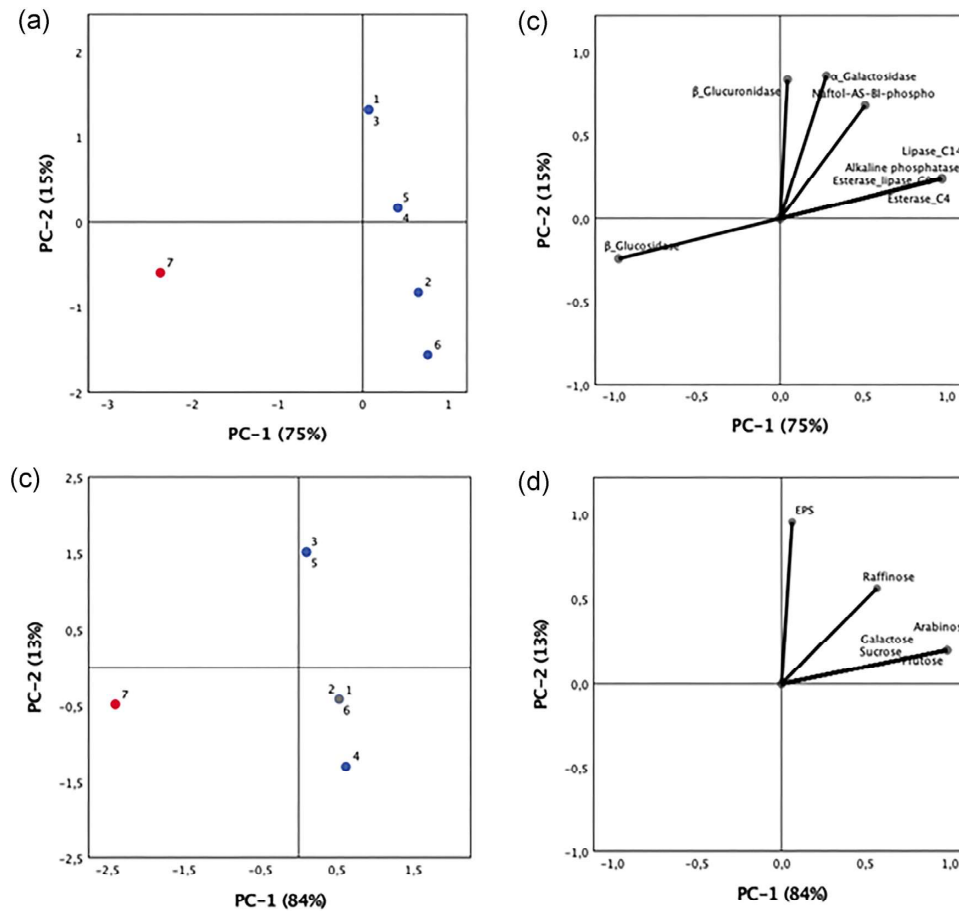 (a)
2
1
0
-1
-2
1
3
5
4
7
2
6
-3
-2
-1
0
1
PC-2 (15%)
PC-1 (75%)
(c)
1,0
0,5
0,0
-0,5
-1,0
α_Galactosidase
β_Glucuronidase
Naftol-AS-BI-phospho
Lipase_C14
Alkaline phosphatase
Esterase_lipase_
Esterase_C4
β_Glucosidase
-1,0
-0,5
0,0
0,5
1,0
PC-2 (15%)
PC-1 (75%)
(c)
2,5
1,5
0,5
-0,5
-1,5
-2,5
3
5
7
2 1
6
4
-2,5
-1,5
0,5
1,5
PC-2 (13%)
PC-1 (84%)
(d)
1,0
0,5
0,0
-0,5
-1,0
EPS
Raffinose
Arabinos
Galactose
Sucrose
Frutose
-1,0
-0,5
0,0
0,5
1,0
PC-2 (13%)
PC-1 (84%)